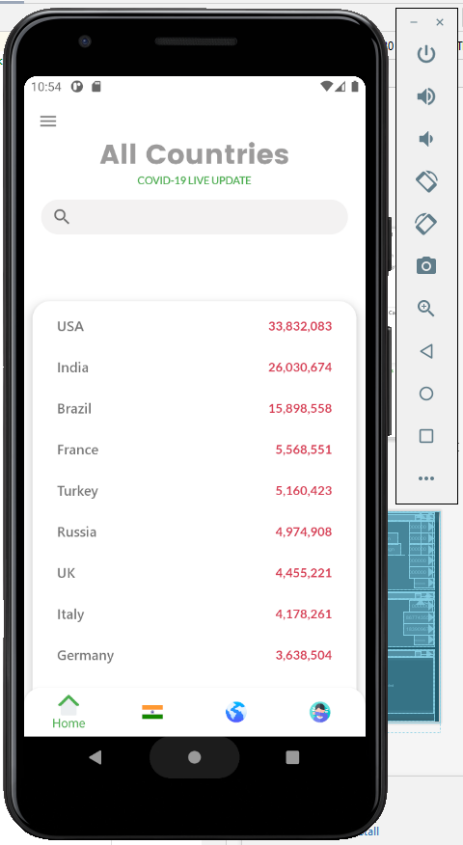 10:54
All Countries
COVID-19 LIVE UPDATE
USA 33,832,083
India 26,030,674
Brazil 15,898,558
France 5,568,551
Turkey 5,160,423
Russia 4,974,908
UK 4,455,221
Italy 4,178,261
Germany 3,638,504
Home